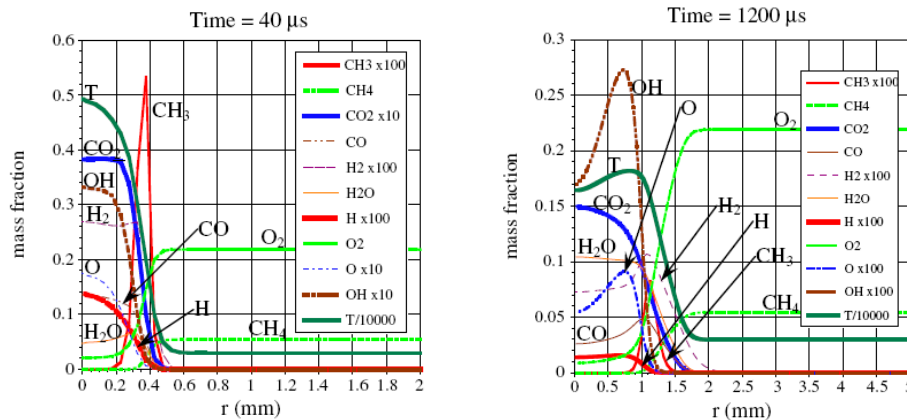 Time = 40 µs
mass fraction
0.6
0.5
0.4
0.3
0.2
0.1
0
T
CH3
CO2
OH
H2
CO
O
O2
H
H2O
CH4
CH3 x100
CH4
CO2 x10
CO
H2 x100
H2O
H x100
O2
O x10
OH x10
T/10000
0 0.2 0.4 0.6 0.8 1 1.2 1.4 1.6 1.8 2
r (mm)
Time = 1200 µs
mass fraction
0.3
0.25
0.2
0.15
0.1
0.05
0
OH
O
O2
T
CO2
H2
H
H2O
CH3
CH4
CO
CH3 x100
CH4
CO2
CO
H2 x100
H2O
H x100
O2
O x100
OH x100
T/10000
0 0.5 1.0 1.5 2 2.5 3 3.5 4 4.5 5
r (mm)